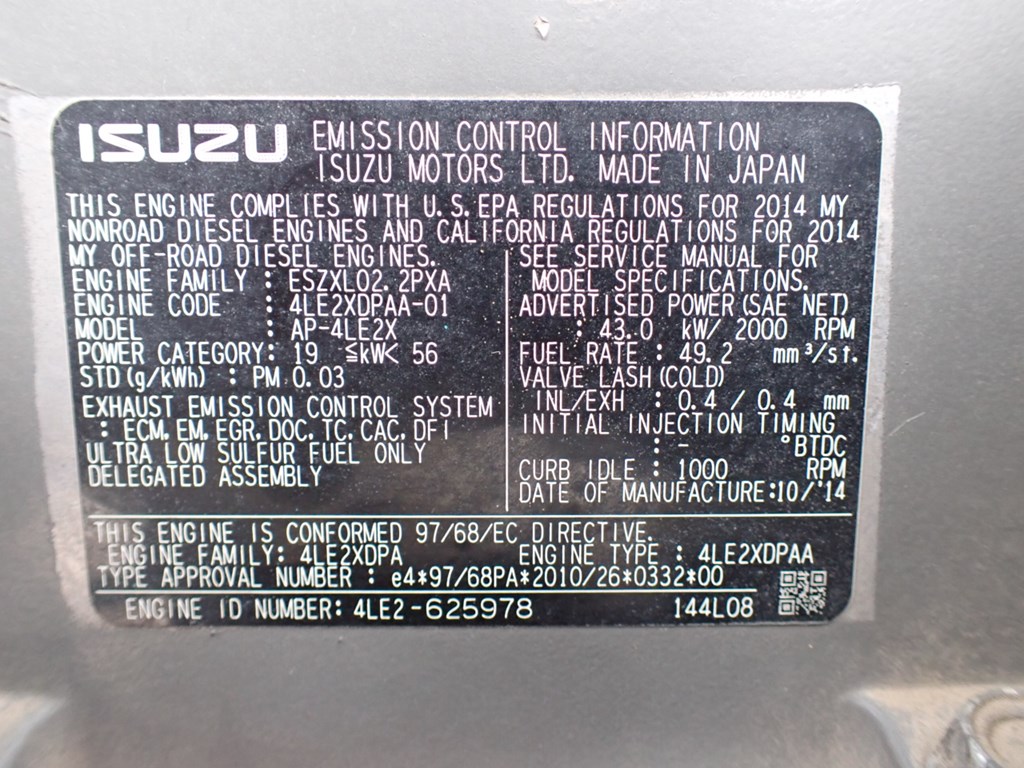 ISUZU EMISSION CONTROL INFORMATION
ISUZU MOTORS LTD. MADE IN JAPAN
THIS ENGINE COMPLIES WITH U.S.EPA REGULATIONS FOR 2014 MY
NONROAD DIESEL ENGINES AND CALIFORNIA REGULATIONS FOR 2014
MY OFF-ROAD DIESEL ENGINES.
ENGINE FAMILY : ESZXL02.2PXA
ENGINE CODE : 4LE2XDPAA-01
MODEL : AP-4LE2X
POWER CATEGORY: 19 ≦kW< 56
STD (g/kWh) : PM 0.03
EXHAUST EMISSION CONTROL SYSTEM
: ECM, EM, EGR, DOC, TC, CAC, DFI
ULTRA LOW SULFUR FUEL ONLY
DELEGATED ASSEMBLY
SEE SERVICE MANUAL FOR
MODEL SPECIFICATIONS.
ADVERTISED POWER (SAE NET)
: 43.0 kW/ 2000 RPM
FUEL RATE : 49.2 mm³/st.
VALVE LASH (COLD)
INL/EXH : 0.4 / 0.4 mm
INITIAL INJECTION TIMING
: - °BTDC
CURB IDLE : 1000 RPM
DATE OF MANUFACTURE:10/'14
THIS ENGINE IS CONFORMED 97/68/EC DIRECTIVE.
ENGINE FAMILY: 4LE2XDPA ENGINE TYPE : 4LE2XDPAA
TYPE APPROVAL NUMBER : e4*97/68PA*2010/26*0332*00
ENGINE ID NUMBER: 4LE2-625978 144L08